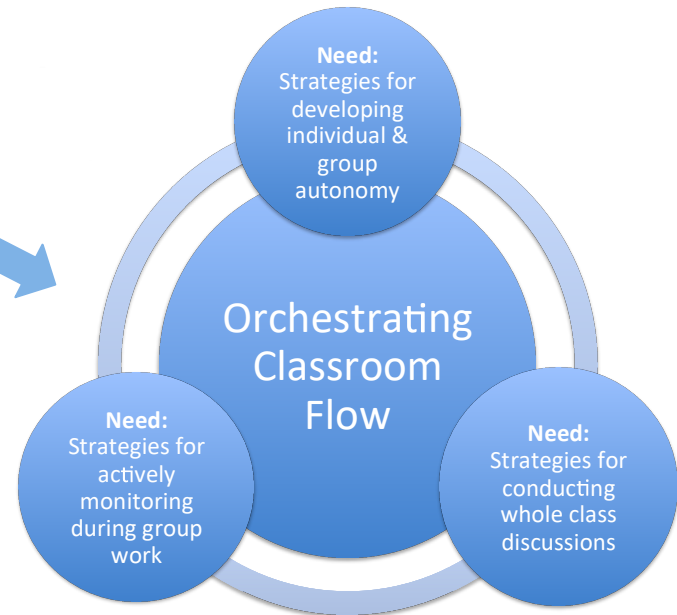 Need:
Strategies for
developing
individual &
group
autonomy
Orchestrating
Classroom
Flow
Need:
Strategies for
actively
monitoring
during group
work
Need:
Strategies for
conducting
whole class
discussions